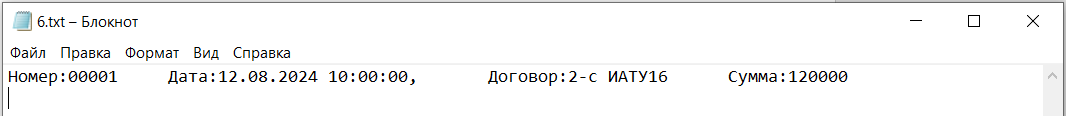 6.txt – Блокнот
Файл Правка Формат Вид Справка
Номер:00001 Дата:12.08.2024 10:00:00, Договор:2-с ИАТУ16 Сумма:120000